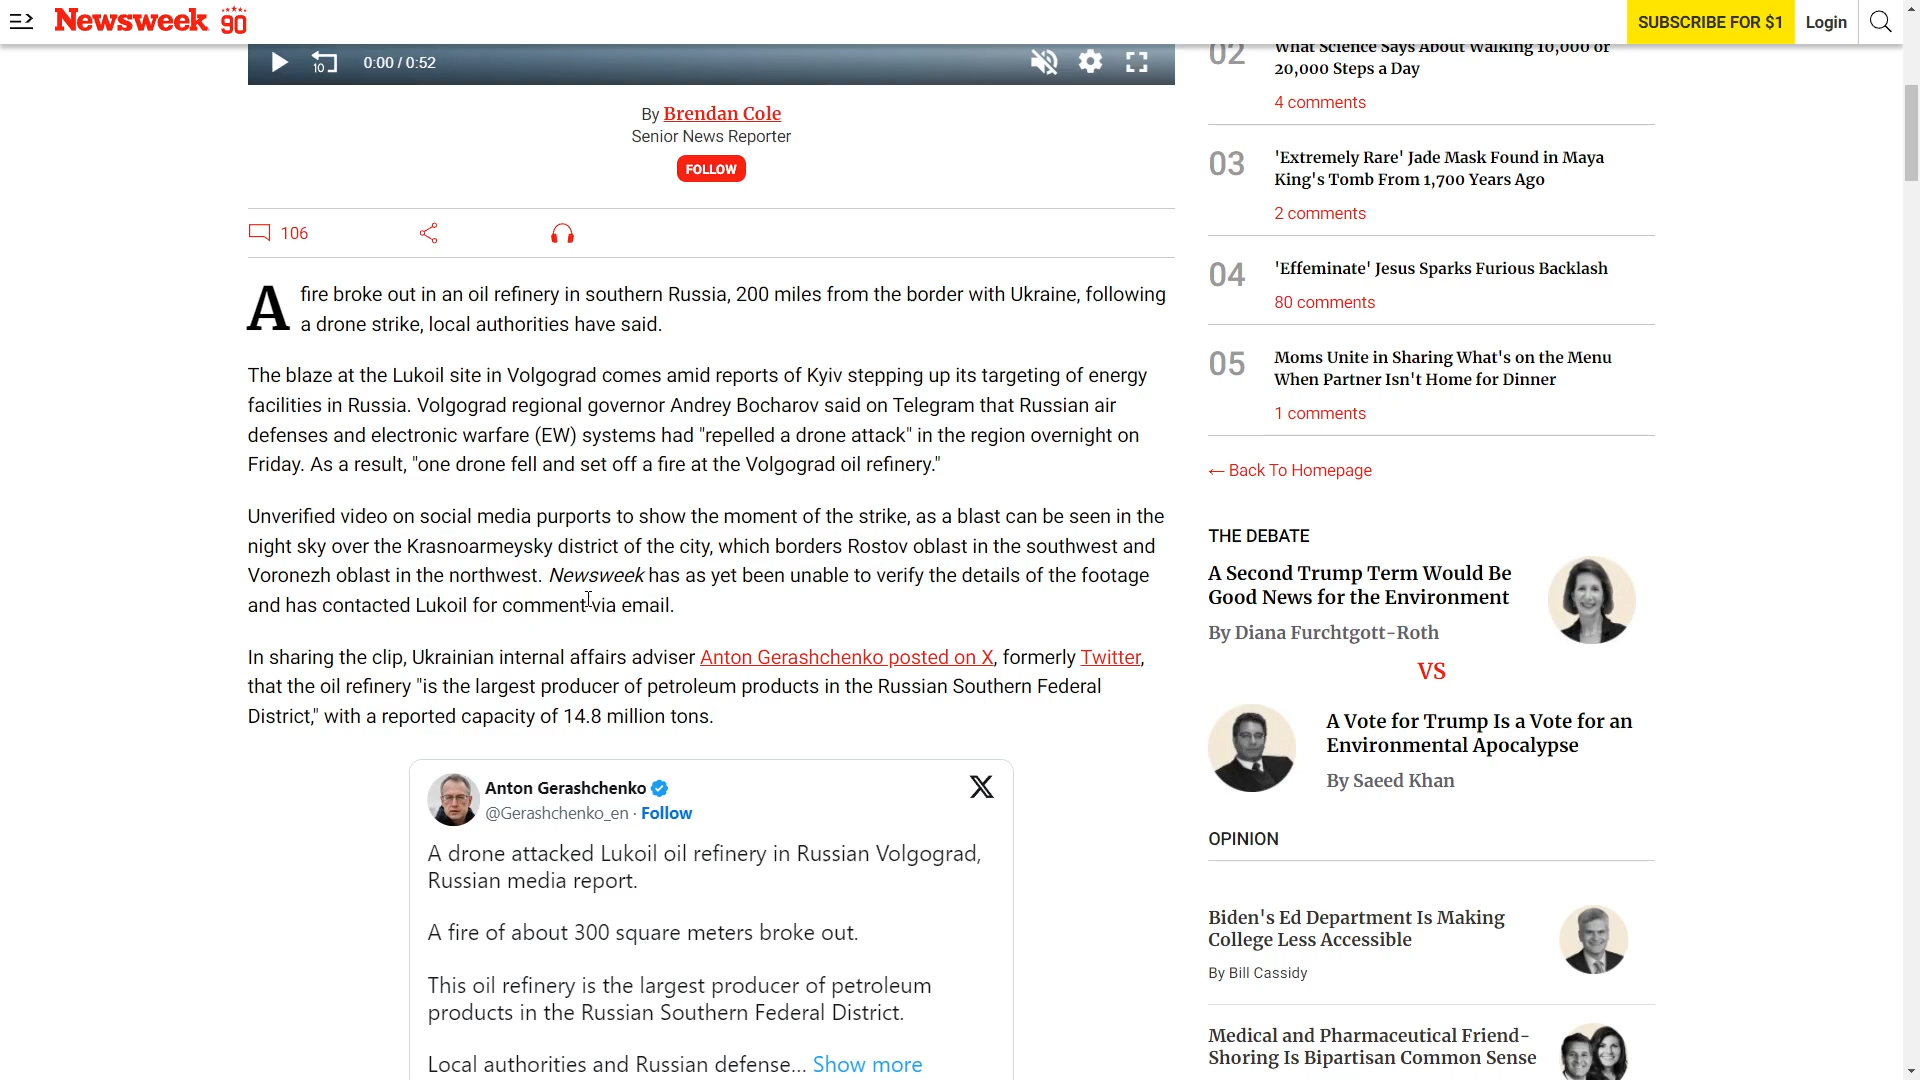 Newsweek 90
SUBSCRIBE FOR $1
Login
10
0:00 / 0:52
By Brendan Cole
Senior News Reporter
FOLLOW
106
A fire broke out in an oil refinery in southern Russia, 200 miles from the border with Ukraine, following
a drone strike, local authorities have said.
The blaze at the Lukoil site in Volgograd comes amid reports of Kyiv stepping up its targeting of energy
facilities in Russia. Volgograd regional governor Andrey Bocharov said on Telegram that Russian air
defenses and electronic warfare (EW) systems had "repelled a drone attack" in the region overnight on
Friday. As a result, "one drone fell and set off a fire at the Volgograd oil refinery."
Unverified video on social media purports to show the moment of the strike, as a blast can be seen in the
night sky over the Krasnoarmeysky district of the city, which borders Rostov oblast in the southwest and
Voronezh oblast in the northwest. Newsweek has as yet been unable to verify the details of the footage
and has contacted Lukoil for comment via email.
In sharing the clip, Ukrainian internal affairs adviser Anton Gerashchenko posted on X, formerly Twitter,
that the oil refinery "is the largest producer of petroleum products in the Russian Southern Federal
District," with a reported capacity of 14.8 million tons.
Anton Gerashchenko
@Gerashchenko_en · Follow
A drone attacked Lukoil oil refinery in Russian Volgograd,
Russian media report.
A fire of about 300 square meters broke out.
This oil refinery is the largest producer of petroleum
products in the Russian Southern Federal District.
Local authorities and Russian defense... Show more
02
What Science Says About Walking 10,000 or
20,000 Steps a Day
4 comments
03
'Extremely Rare' Jade Mask Found in Maya
King's Tomb From 1,700 Years Ago
2 comments
04
'Effeminate' Jesus Sparks Furious Backlash
80 comments
05
Moms Unite in Sharing What's on the Menu
When Partner Isn't Home for Dinner
1 comments
← Back To Homepage
THE DEBATE
A Second Trump Term Would Be
Good News for the Environment
By Diana Furchtgott-Roth
VS
A Vote for Trump Is a Vote for an
Environmental Apocalypse
By Saeed Khan
OPINION
Biden's Ed Department Is Making
College Less Accessible
By Bill Cassidy
Medical and Pharmaceutical Friend-
Shoring Is Bipartisan Common Sense